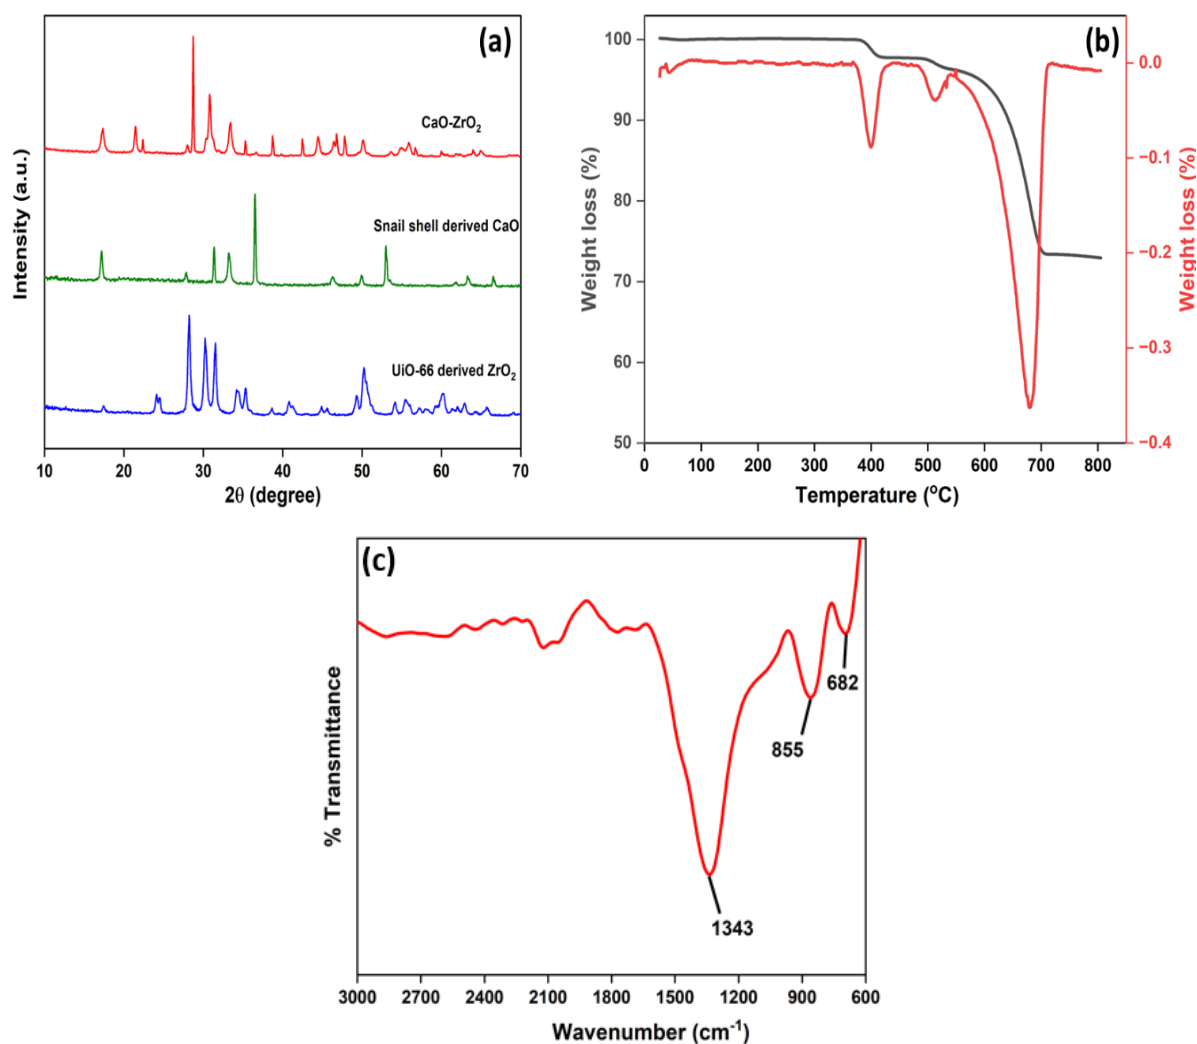 (a)
CaO-ZrO₂
Snail shell derived CaO
UiO-66 derived ZrO₂
Intensity (a.u.)
10 20 30 40 50 60 70
2θ (degree)
(b)
100
90
80
70
60
50
Weight loss (%)
0.0
−0.1
−0.2
−0.3
−0.4
Weight loss (%)
0 100 200 300 400 500 600 700 800
Temperature (°C)
(c)
% Transmittance
682
855
1343
3000 2700 2400 2100 1800 1500 1200 900 600
Wavenumber (cm⁻¹)